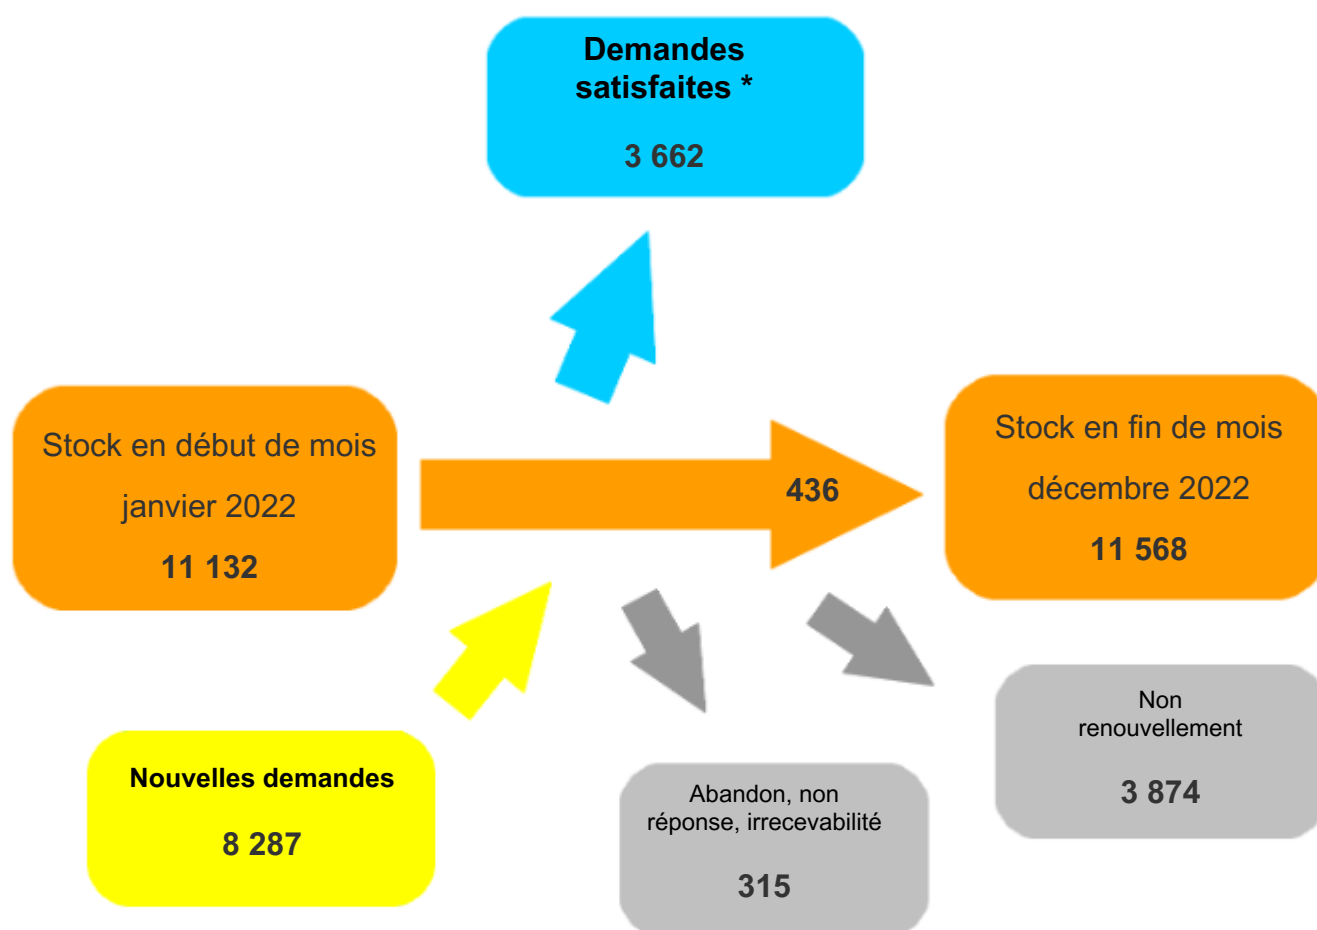 Demandes
satisfaites *
3 662
Stock en début de mois
janvier 2022
11 132
436
Stock en fin de mois
décembre 2022
11 568
Nouvelles demandes
8 287
Abandon, non
réponse, irrecevabilité
315
Non
renouvellement
3 874